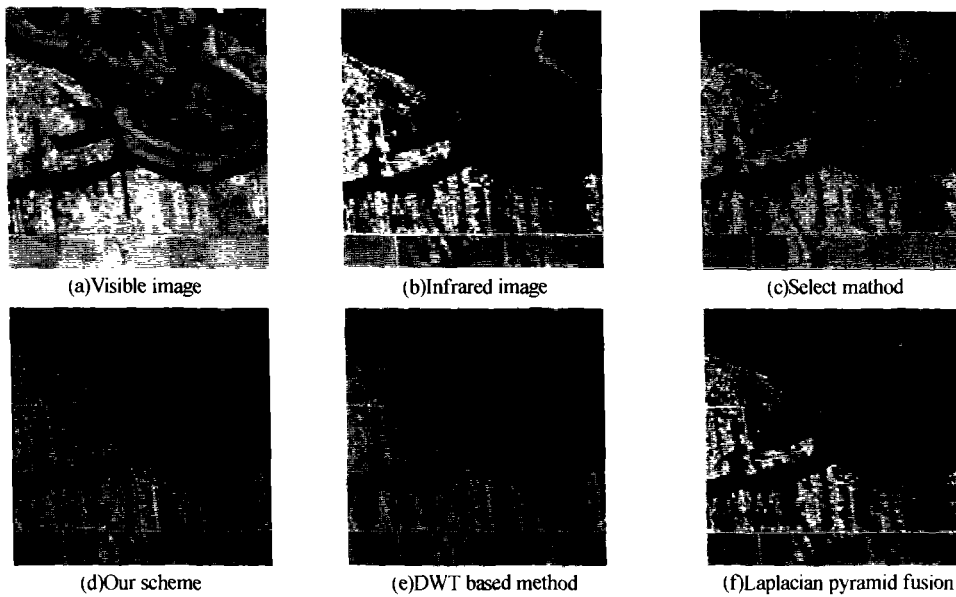 (a)Visible image
(b)Infrared image
(c)Select mathod
(d)Our scheme
(e)DWT based method
(f)Laplacian pyramid fusion